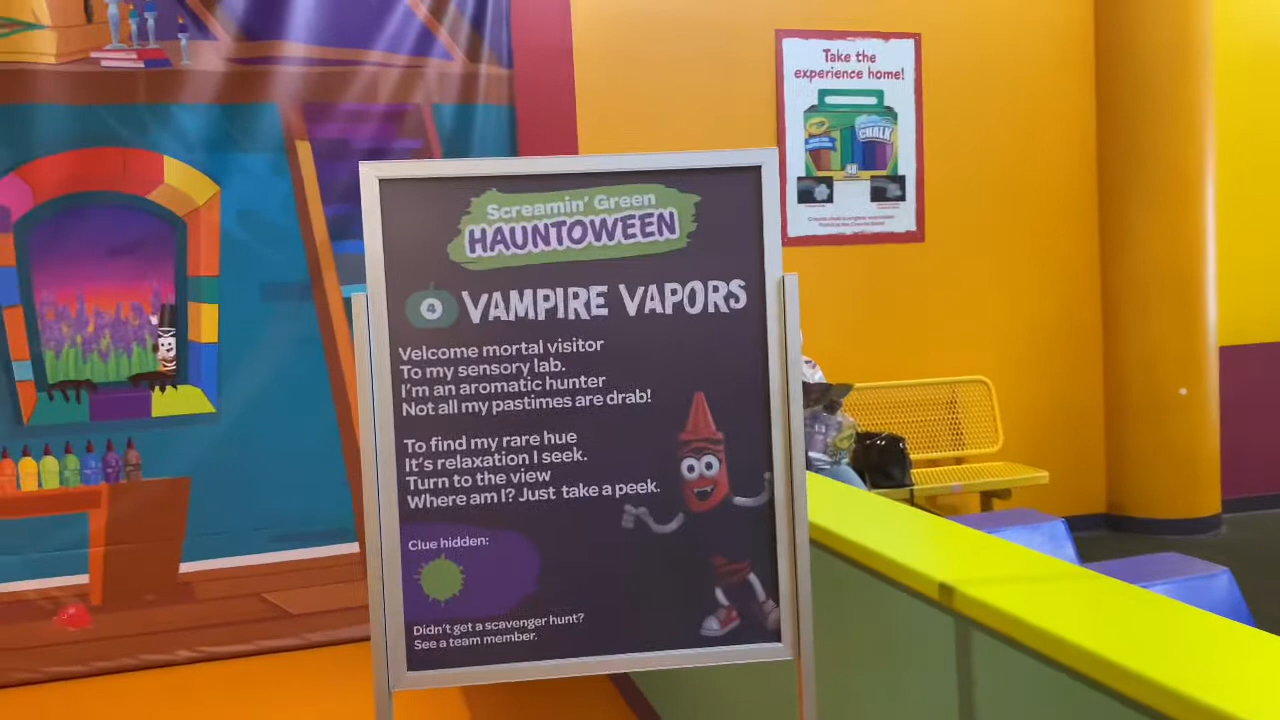 Take the
experience home!
CHALK
48
Screamin' Green
HAUNTOWEEN
4 VAMPIRE VAPORS
Velcome mortal visitor
To my sensory lab.
I'm an aromatic hunter
Not all my pastimes are drab!
To find my rare hue
It's relaxation I seek.
Turn to the view
Where am I? Just take a peek.
Clue hidden:
Didn't get a scavenger hunt?
See a team member.